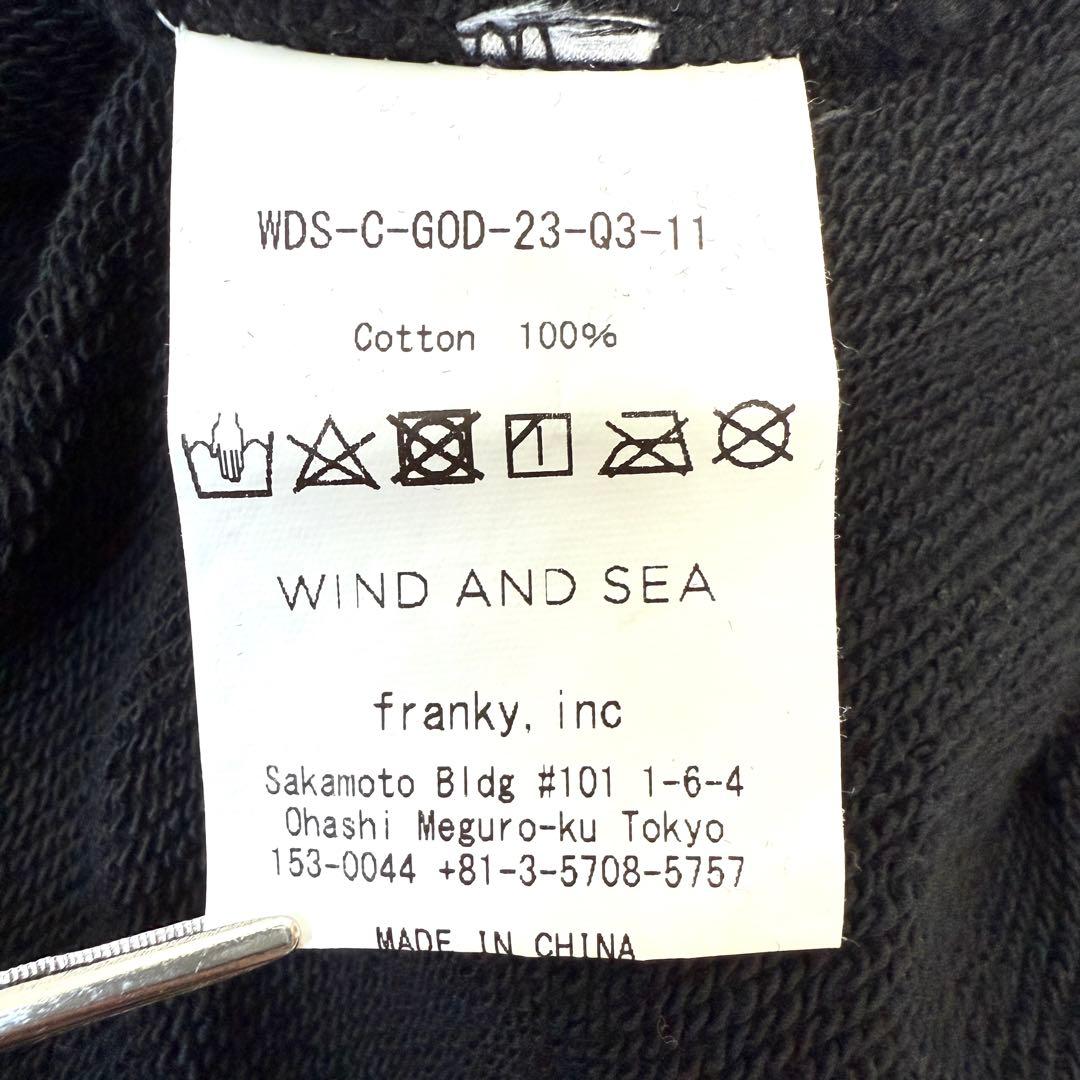 WDS-C-GOD-23-Q3-11
Cotton 100%
WIND AND SEA
franky, inc
Sakamoto Bldg #101 1-6-4
Ohashi Meguro-ku Tokyo
153-0044 +81-3-5708-5757
MADE IN CHINA